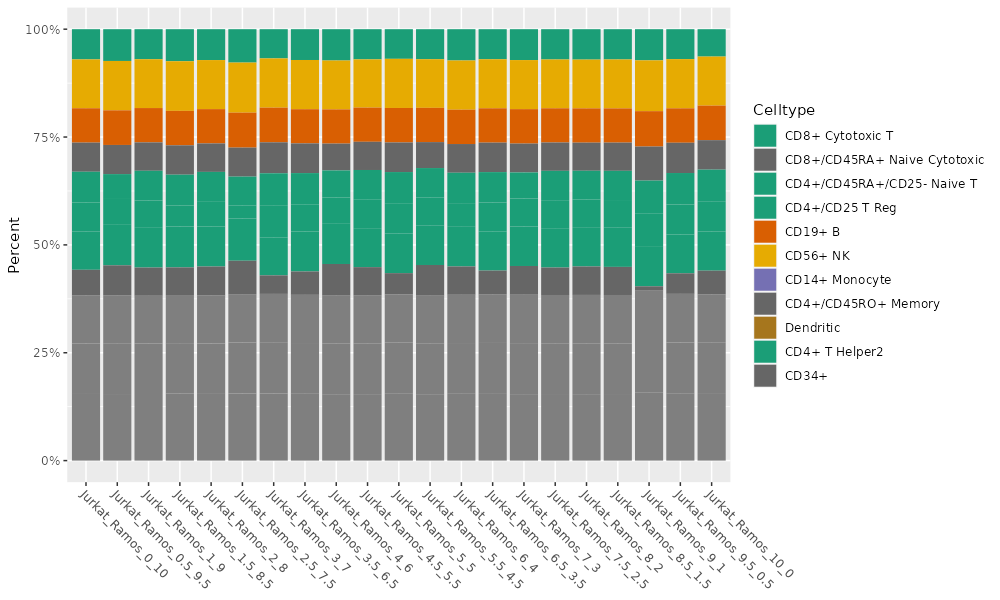 100%
75%
50%
25%
0%
Percent
Jurkat_Ramos_0_10
Jurkat_Ramos_0.5_9.5
Jurkat_Ramos_1_9
Jurkat_Ramos_1.5_8.5
Jurkat_Ramos_2_8
Jurkat_Ramos_2.5_7.5
Jurkat_Ramos_3_7
Jurkat_Ramos_3.5_6.5
Jurkat_Ramos_4_6
Jurkat_Ramos_4.5_5.5
Jurkat_Ramos_5_5
Jurkat_Ramos_5.5_4.5
Jurkat_Ramos_6_4
Jurkat_Ramos_6.5_3.5
Jurkat_Ramos_7_3
Jurkat_Ramos_7.5_2.5
Jurkat_Ramos_8_2
Jurkat_Ramos_8.5_1.5
Jurkat_Ramos_9_1
Jurkat_Ramos_9.5_0.5
Jurkat_Ramos_10_0
Celltype
CD8+ Cytotoxic T
CD8+/CD45RA+ Naive Cytotoxic
CD4+/CD45RA+/CD25- Naive T
CD4+/CD25 T Reg
CD19+ B
CD56+ NK
CD14+ Monocyte
CD4+/CD45RO+ Memory
Dendritic
CD4+ T Helper2
CD34+